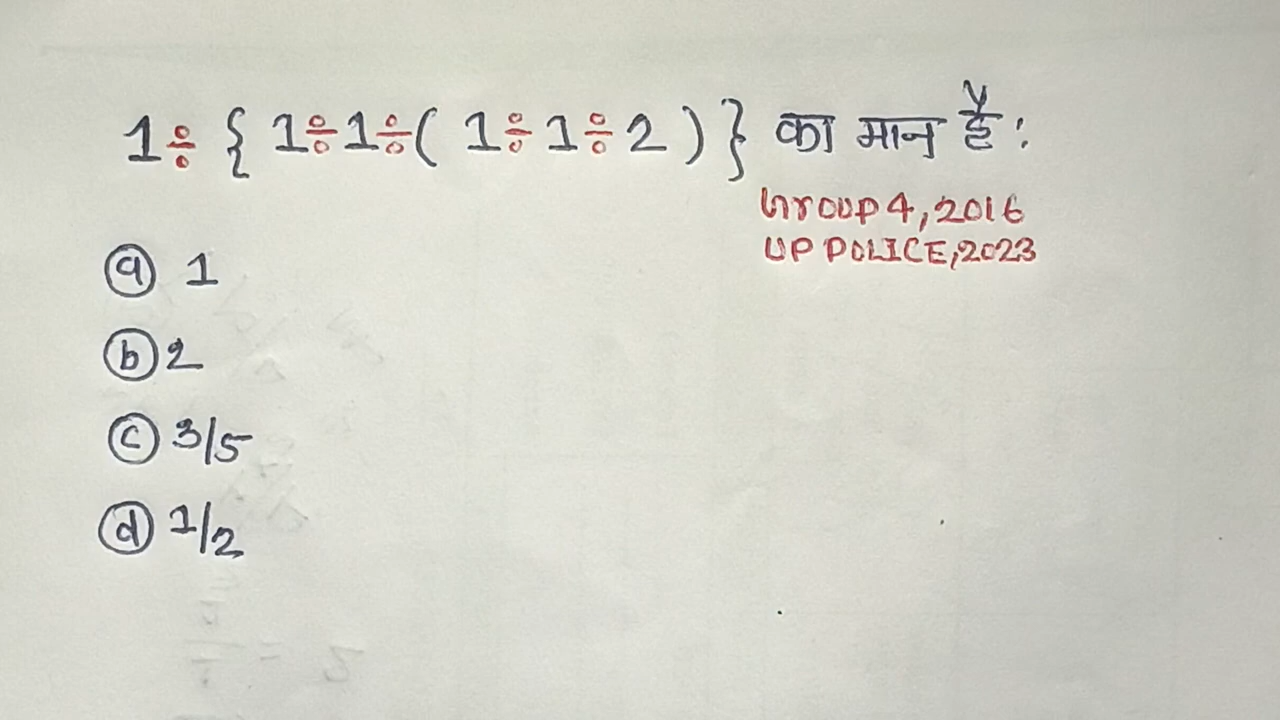 1÷{1÷1÷(1÷1÷2)} का मान है:
Group 4, 2016
UP POLICE, 2023
ⓐ 1
ⓑ 2
ⓒ 3/5
ⓓ 1/2